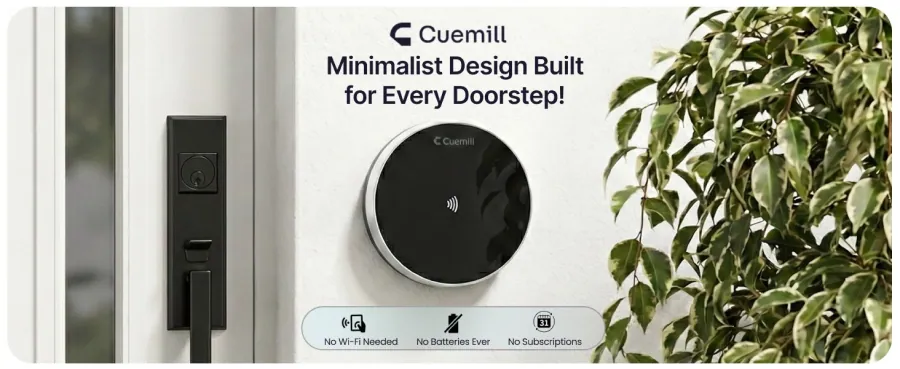 Cuemill
Minimalist Design Built
for Every Doorstep!
Cuemill
31
No Wi-Fi Needed
No Batteries Ever
No Subscriptions